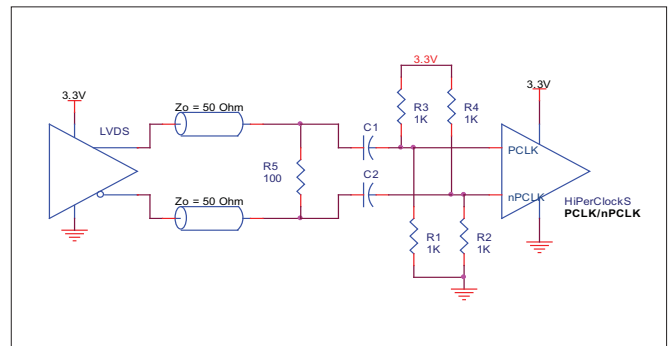 3.3V
3.3V
3.3V
LVDS
Zo = 50 Ohm
C1
R3
1K
R4
1K
PCLK
R5
100
Zo = 50 Ohm
C2
nPCLK
R1
1K
R2
1K
HiPerClockS
PCLK/nPCLK